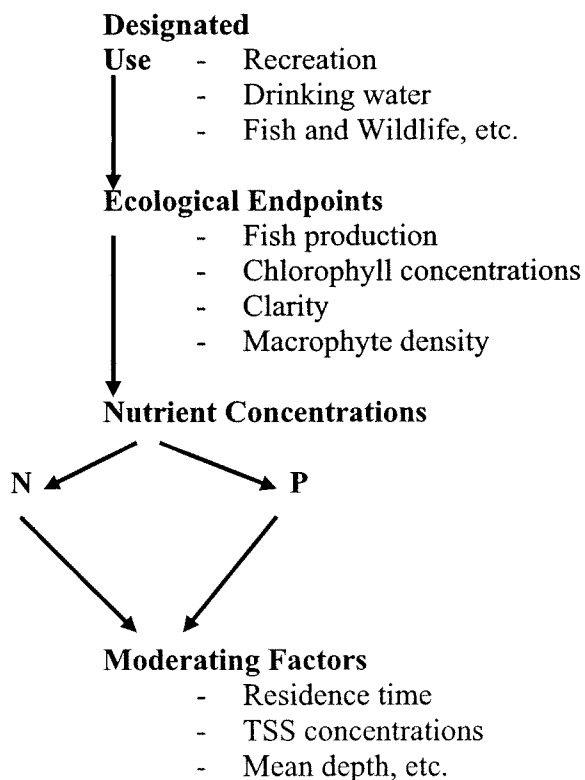 Designated
Use - Recreation
- Drinking water
- Fish and Wildlife, etc.
Ecological Endpoints
- Fish production
- Chlorophyll concentrations
- Clarity
- Macrophyte density
Nutrient Concentrations
N P
Moderating Factors
- Residence time
- TSS concentrations
- Mean depth, etc.